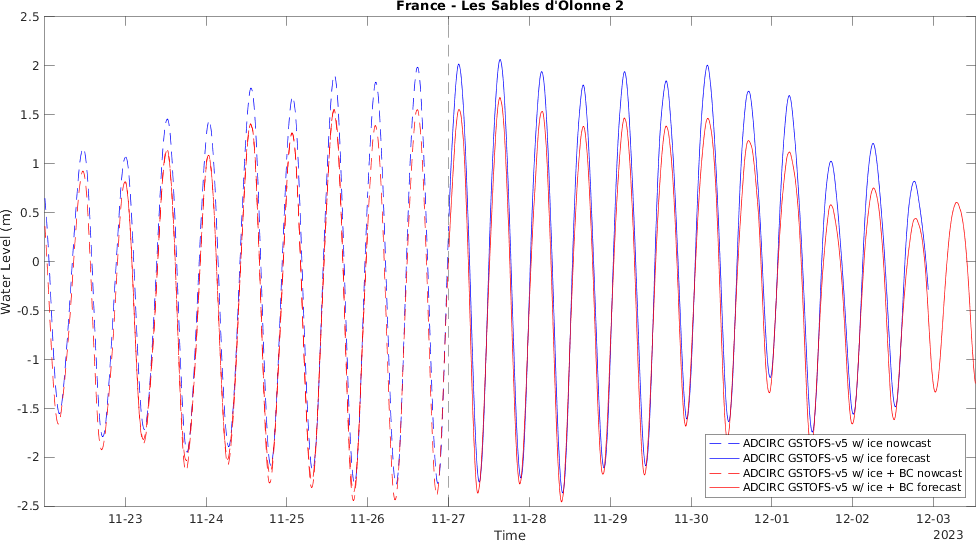 France - Les Sables d'Olonne 2
2.5
2
1.5
1
0.5
0
-0.5
-1
-1.5
-2
-2.5
Water Level (m)
ADCIRC GSTOFS-v5 w/ ice nowcast
ADCIRC GSTOFS-v5 w/ ice forecast
ADCIRC GSTOFS-v5 w/ ice + BC nowcast
ADCIRC GSTOFS-v5 w/ ice + BC forecast
11-23 11-24 11-25 11-26 11-27 11-28 11-29 11-30 12-01 12-02 12-03
Time
2023